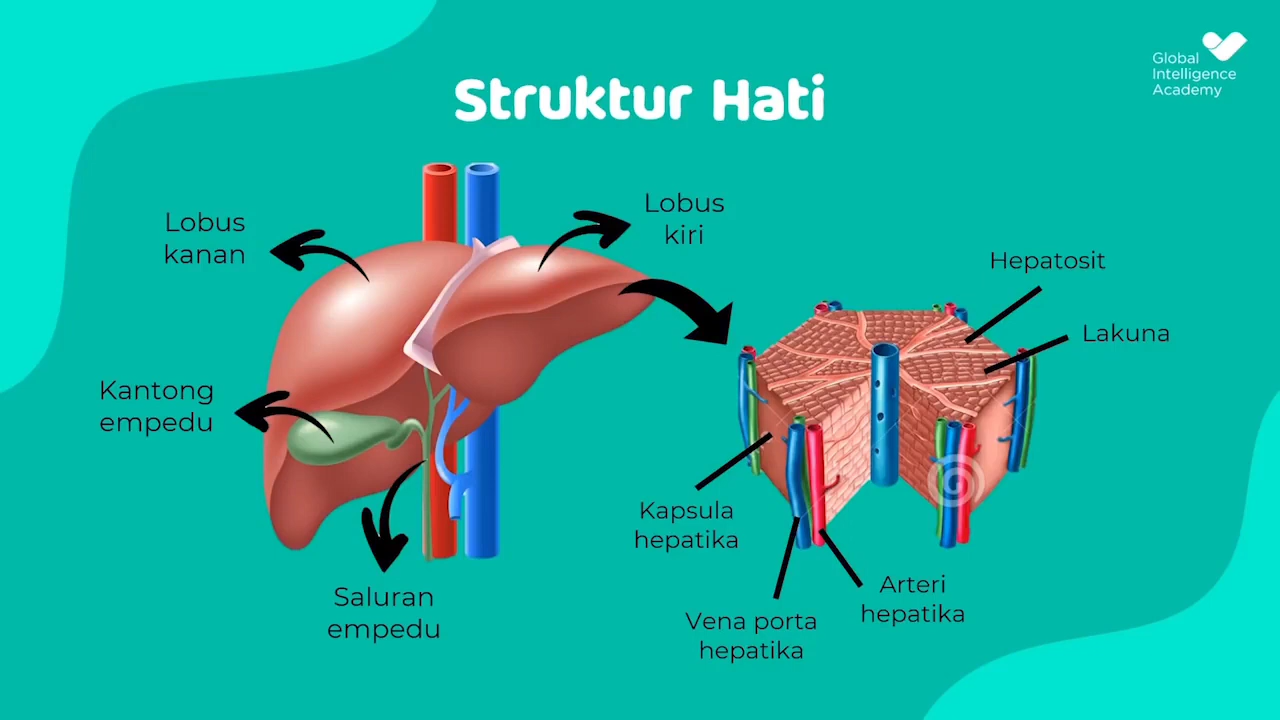 Global
Intelligence
Academy
Struktur Hati
Lobus
kanan
Lobus
kiri
Kantong
empedu
Saluran
empedu
Hepatosit
Lakuna
Kapsula
hepatika
Vena porta
hepatika
Arteri
hepatika